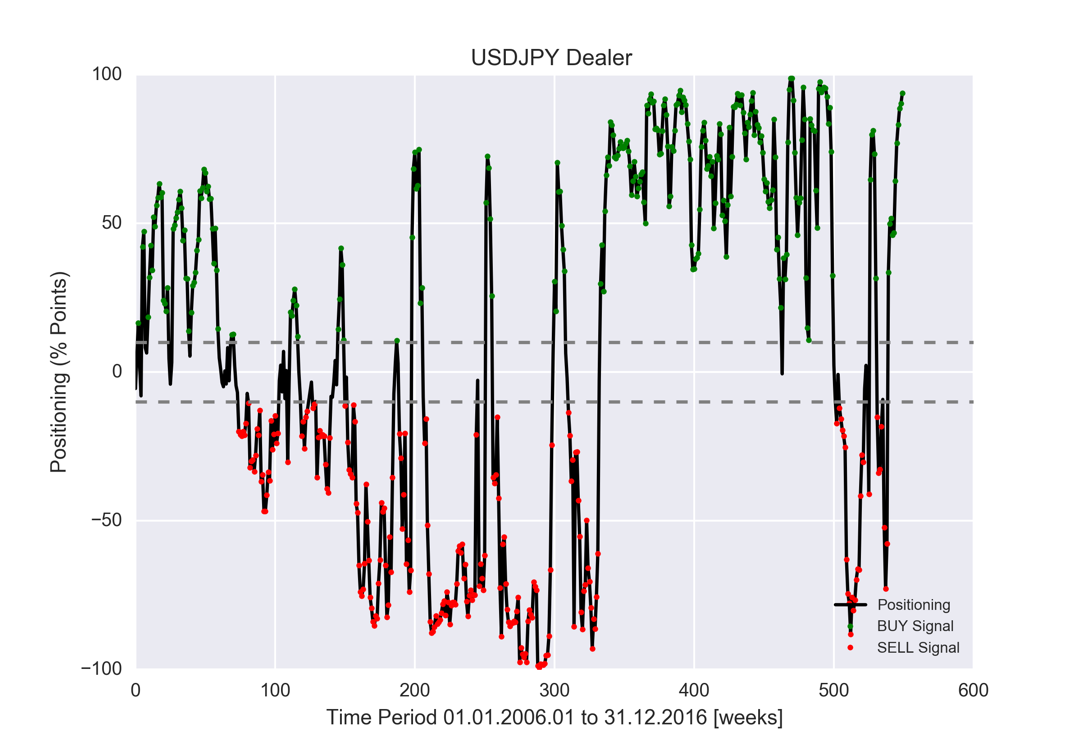 USDJPY Dealer
100
50
0
−50
−100
Positioning (% Points)
Positioning
BUY Signal
SELL Signal
0 100 200 300 400 500 600
Time Period 01.01.2006.01 to 31.12.2016 [weeks]